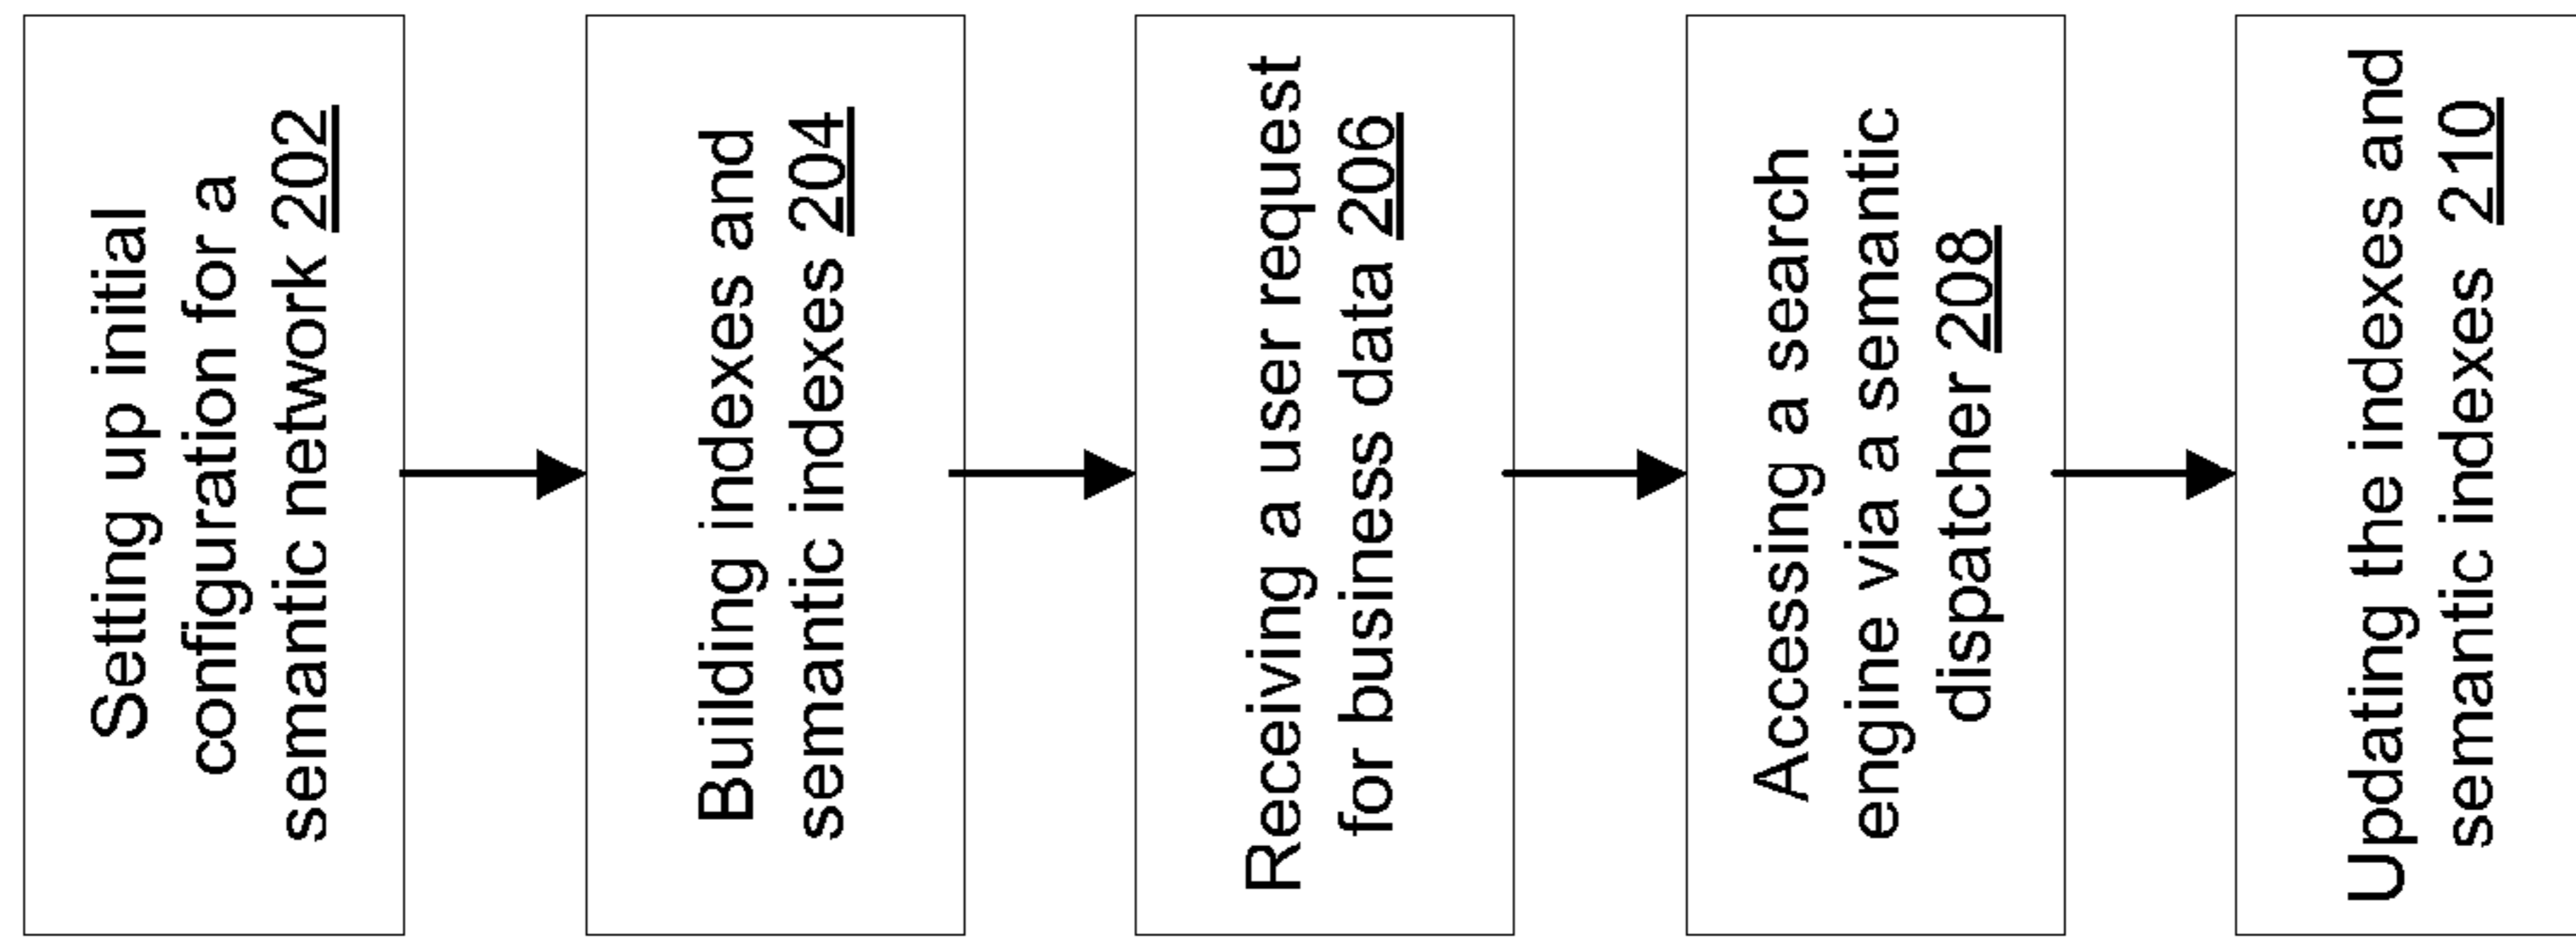 Setting up initial
configuration for a
semantic network 202
Building indexes and
semantic indexes 204
Receiving a user request
for business data 206
Accessing a search
engine via a semantic
dispatcher 208
Updating the indexes and
semantic indexes 210